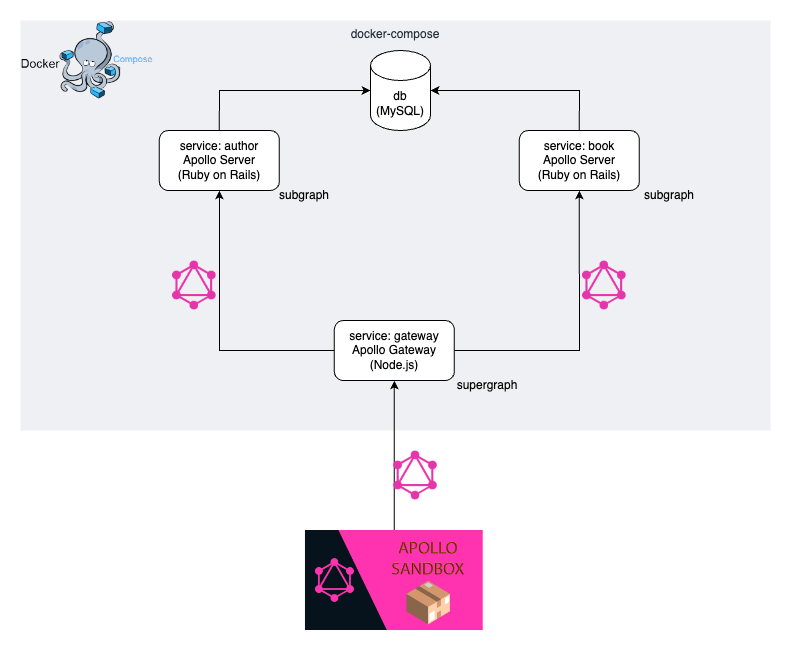 docker-compose
Docker
Compose
db
(MySQL)
service: author
Apollo Server
(Ruby on Rails)
subgraph
service: book
Apollo Server
(Ruby on Rails)
subgraph
service: gateway
Apollo Gateway
(Node.js)
supergraph
APOLLO
SANDBOX